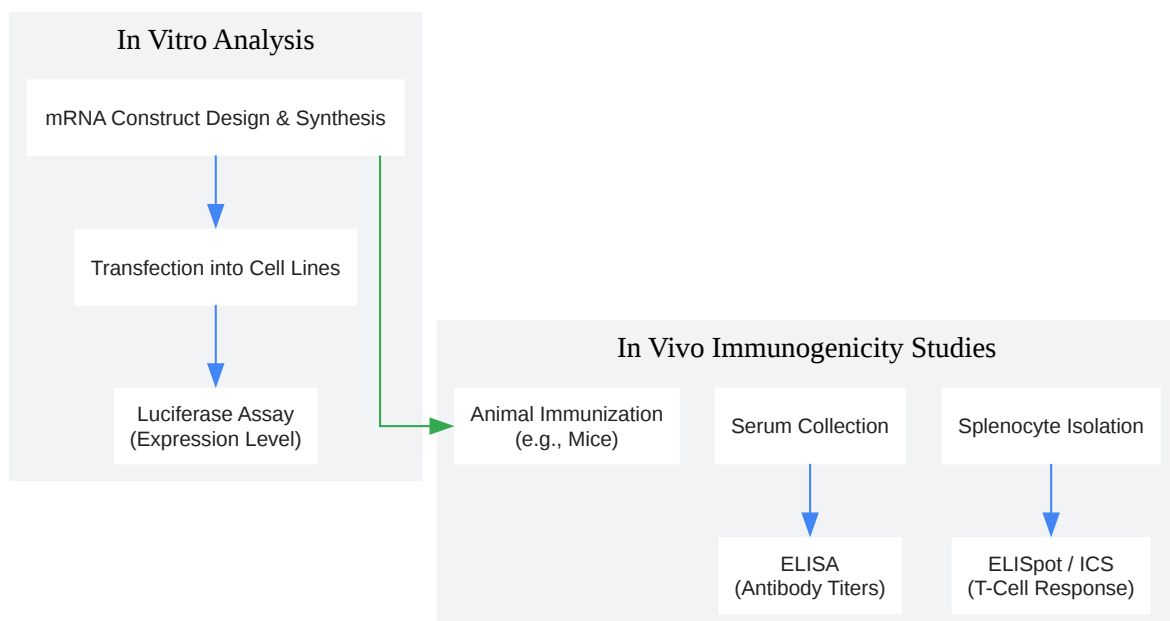 In Vitro Analysis
mRNA Construct Design & Synthesis
Transfection into Cell Lines
Luciferase Assay
(Expression Level)
In Vivo Immunogenicity Studies
Animal Immunization
(e.g., Mice)
Serum Collection
Splenocyte Isolation
ELISA
(Antibody Titers)
ELISpot / ICS
(T-Cell Response)